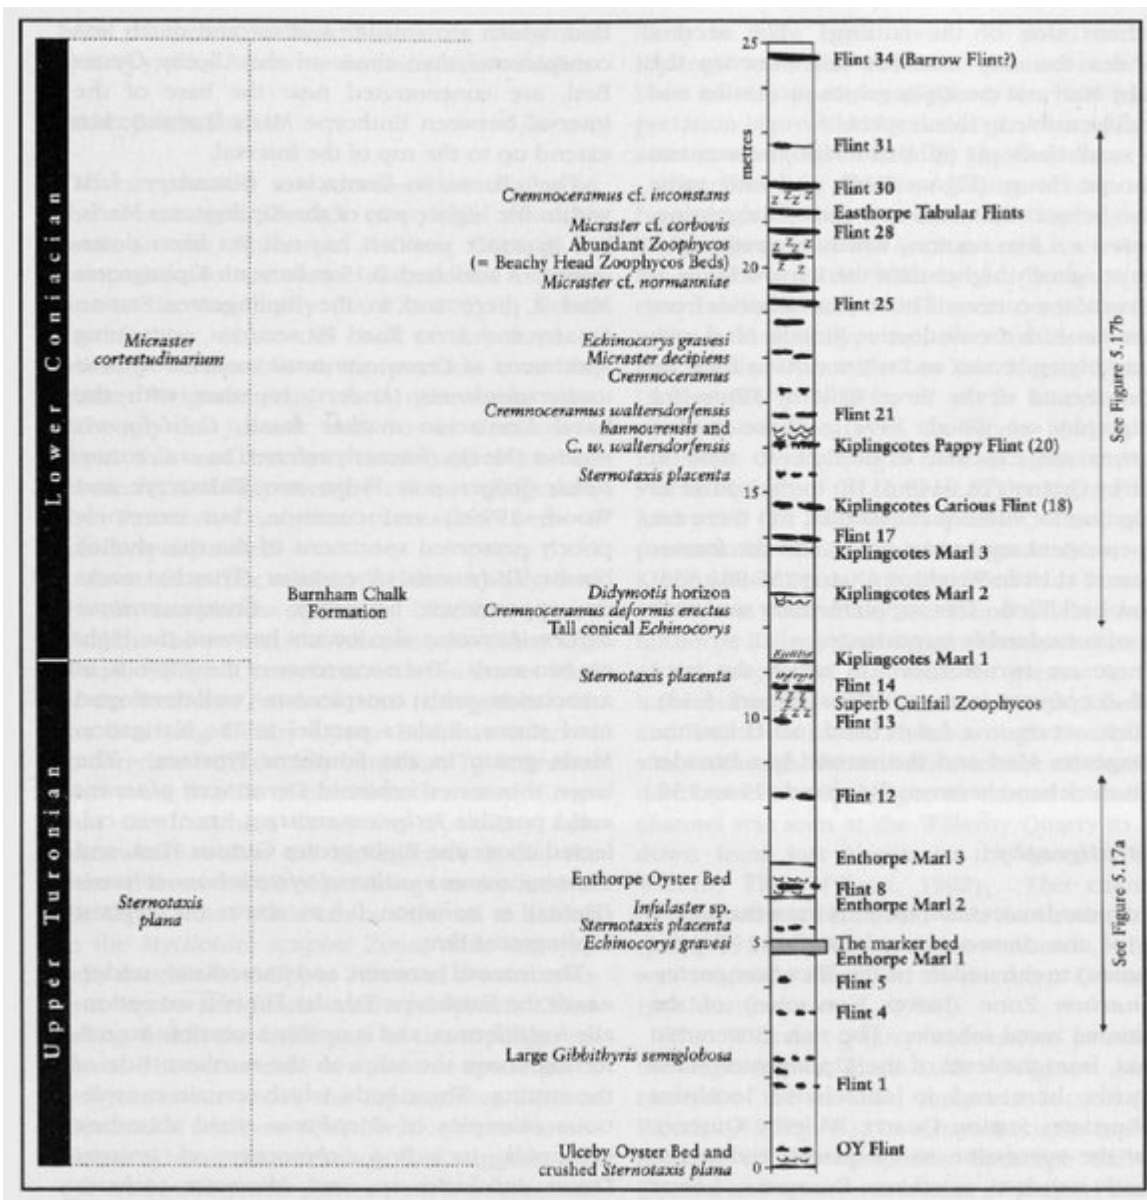 25
Flint 34 (Barrow Flint?)
metres
Flint 31
Flint 30
Cremnoceramus cf. inconstans
Easthorpe Tabular Flints
Micraster cf. corbovis
Flint 28
Abundant Zoophycos
(= Beachy Head Zoophycos Beds)
20
Micraster cf. normanniae
Flint 25
Echinocorys gravesi
Micraster decipiens
Cremnoceramus
Lower Coniacian
Micraster
cortestudinarium
See Figure 5.17b
Cremnoceramus waltersdorfensis
hannovrensis and
C. w. waltersdorfensis
Flint 21
Kiplingcotes Pappy Flint (20)
Sternotaxis placenta
15
Kiplingcotes Carious Flint (18)
Flint 17
Kiplingcotes Marl 3
Burnham Chalk
Formation
Didymotis horizon
Kiplingcotes Marl 2
Cremnoceramus deformis erectus
Tall conical Echinocorys
Kiplingcotes Marl 1
Sternotaxis placenta
Flint 14
Superb Cuilfail Zoophycos
10
Flint 13
Flint 12
Upper Turonian
Sternotaxis
plana
See Figure 5.17a
Enthorpe Marl 3
Enthorpe Oyster Bed
Flint 8
Enthorpe Marl 2
Infulaster sp.
Sternotaxis placenta
Echinocorys gravesi
5
The marker bed
Enthorpe Marl 1
Flint 5
Flint 4
Large Gibbithyris semiglobosa
Flint 1
Ulceby Oyster Bed and
crushed Sternotaxis plana
OY Flint
0